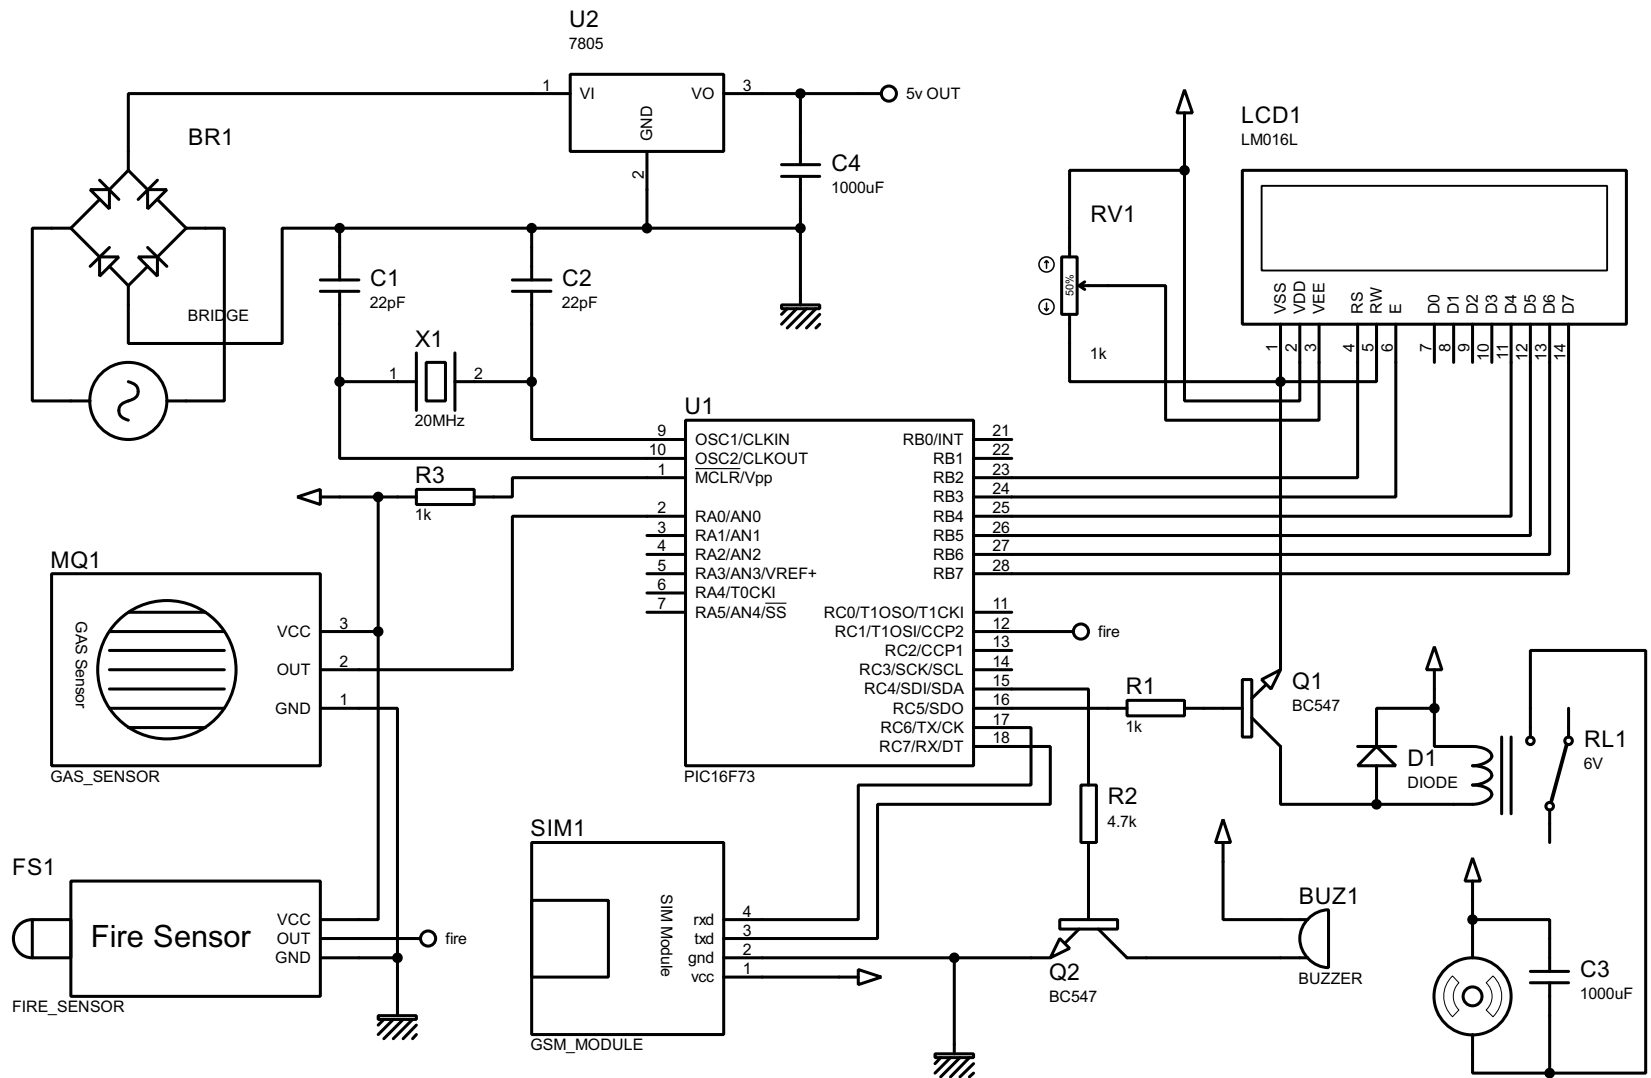 U2
7805
1
VI
VO
3
5v OUT
GND
2
BR1
BRIDGE
C4
1000uF
C1
22pF
C2
22pF
X1
1
2
20MHz
LCD1
LM016L
RV1
50%
1k
VSS
VDD
VEE
RS
RW
E
D0
D1
D2
D3
D4
D5
D6
D7
1
2
3
4
5
6
7
8
9
10
11
12
13
14
R3
1k
U1
9 OSC1/CLKIN
10 OSC2/CLKOUT
1 MCLR/Vpp
2 RA0/AN0
3 RA1/AN1
4 RA2/AN2
5 RA3/AN3/VREF+
6 RA4/T0CKI
7 RA5/AN4/SS
RB0/INT 21
RB1 22
RB2 23
RB3 24
RB4 25
RB5 26
RB6 27
RB7 28
RC0/T1OSO/T1CKI 11
RC1/T1OSI/CCP2 12
RC2/CCP1 13
RC3/SCK/SCL 14
RC4/SDI/SDA 15
RC5/SDO 16
RC6/TX/CK 17
RC7/RX/DT 18
PIC16F73
fire
MQ1
GAS Sensor
VCC 3
OUT 2
GND 1
GAS_SENSOR
FS1
Fire Sensor
VCC
OUT
GND
fire
FIRE_SENSOR
SIM1
SIM Module
rxd 4
txd 3
gnd 2
vcc 1
GSM_MODULE
R1
1k
R2
4.7k
Q1
BC547
Q2
BC547
D1
DIODE
RL1
6V
BUZ1
BUZZER
C3
1000uF